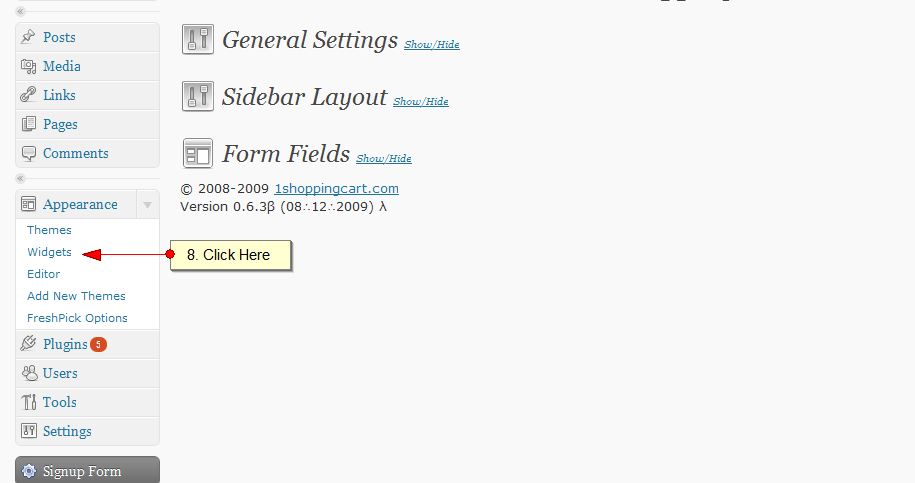 Posts
Media
Links
Pages
Comments
Appearance
Themes
Widgets
Editor
Add New Themes
FreshPick Options
Plugins 5
Users
Tools
Settings
Signup Form
General Settings Show/Hide
Sidebar Layout Show/Hide
Form Fields Show/Hide
© 2008-2009 1shoppingcart.com
Version 0.6.3β (08∴12∴2009) λ
8. Click Here